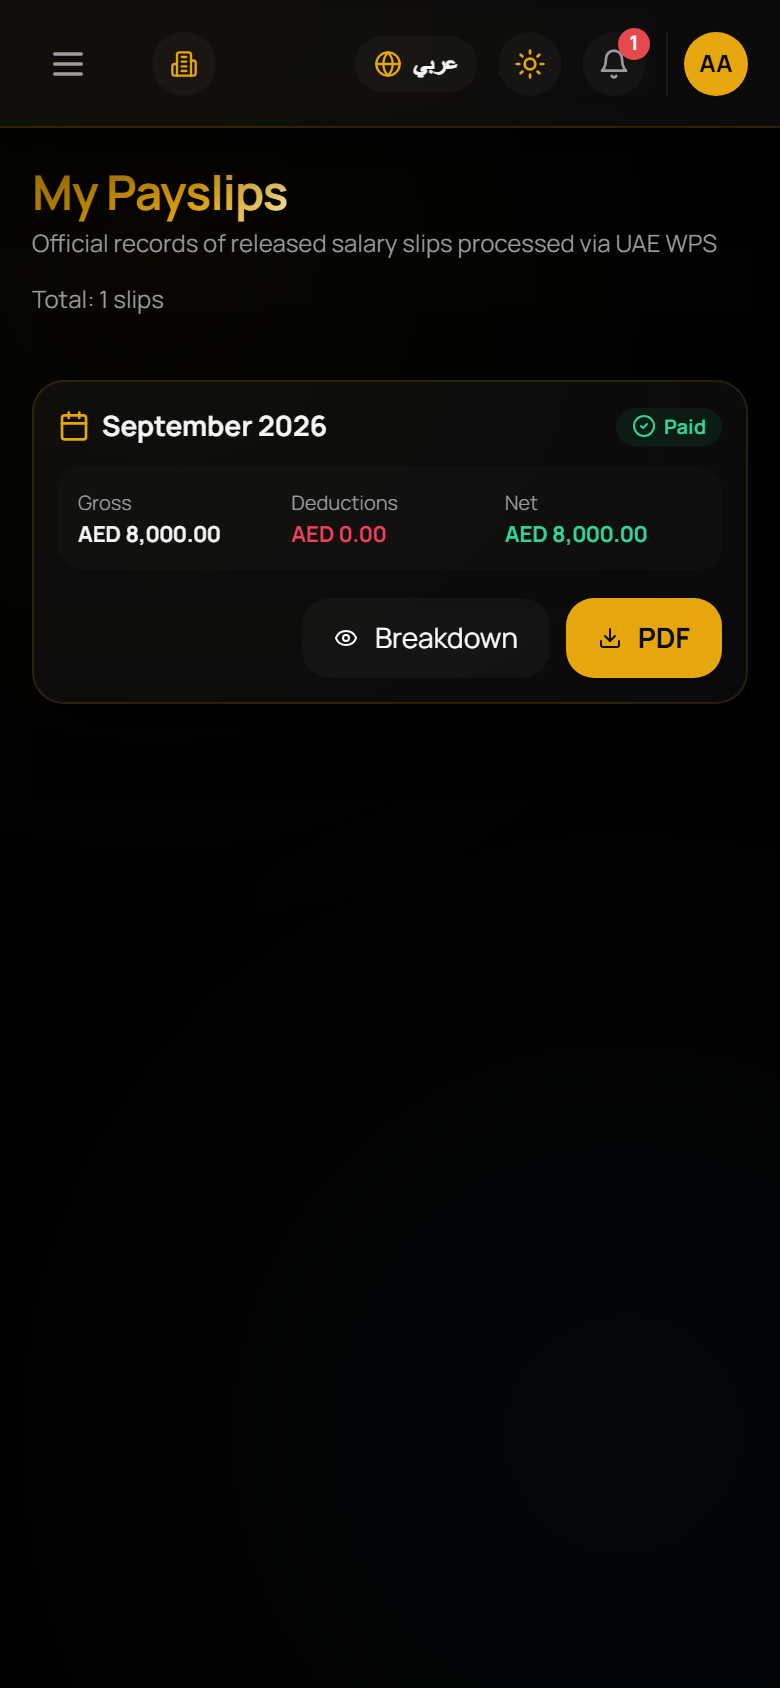 عربي
1
AA
My Payslips
Official records of released salary slips processed via UAE WPS
Total: 1 slips
September 2026
Paid
Gross
Deductions
Net
AED 8,000.00
AED 0.00
AED 8,000.00
Breakdown
PDF